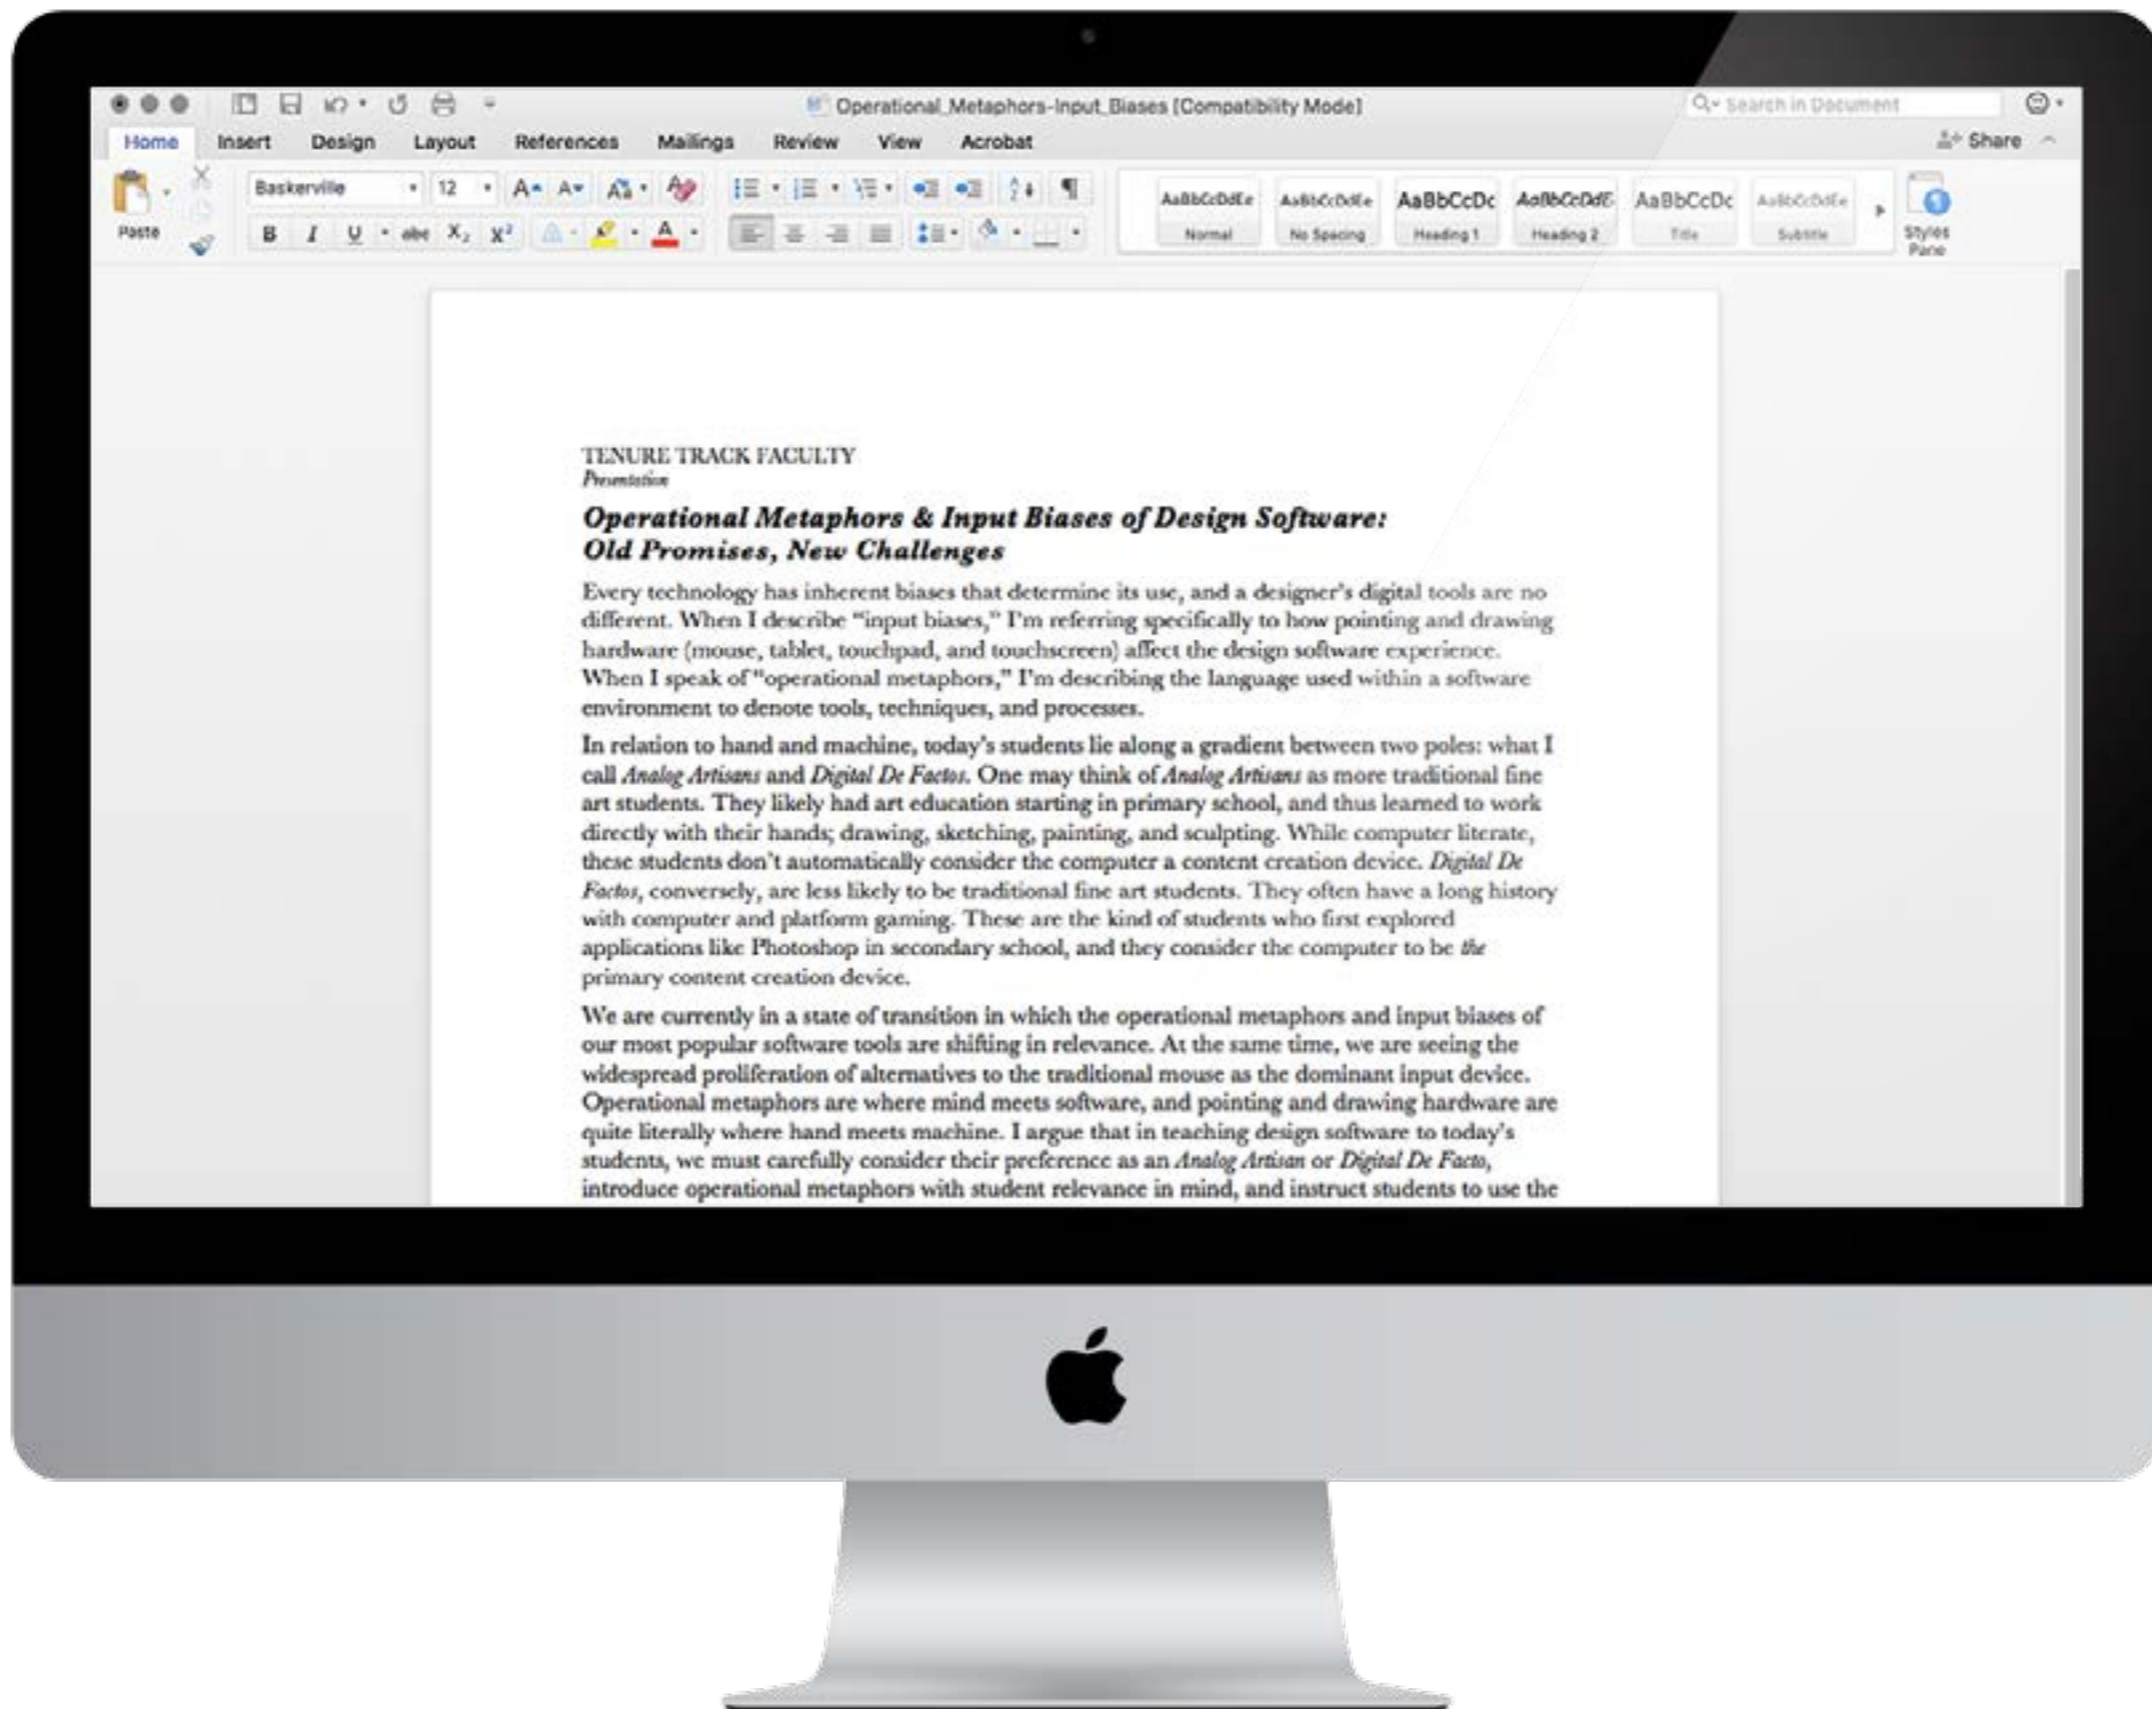 Operational_Metaphors-Input_Biases [Compatibility Mode]
Search in Document
Home Insert Design Layout References Mailings Review View Acrobat
Share
Paste
Baskerville 12
B I U abc X₂ X² A A
AaBbCcDdEe AaBbCcDdEe AaBbCcDc AaBbCcDdE AaBbCcDc AaBbCcDdEe
Normal No Spacing Heading 1 Heading 2 Title Subtitle
Styles
Pane
TENURE TRACK FACULTY
Presentation
Operational Metaphors & Input Biases of Design Software:
Old Promises, New Challenges
Every technology has inherent biases that determine its use, and a designer's digital tools are no
different. When I describe "input biases," I'm referring specifically to how pointing and drawing
hardware (mouse, tablet, touchpad, and touchscreen) affect the design software experience.
When I speak of "operational metaphors," I'm describing the language used within a software
environment to denote tools, techniques, and processes.
In relation to hand and machine, today's students lie along a gradient between two poles: what I
call Analog Artisans and Digital De Factos. One may think of Analog Artisans as more traditional fine
art students. They likely had art education starting in primary school, and thus learned to work
directly with their hands; drawing, sketching, painting, and sculpting. While computer literate,
these students don't automatically consider the computer a content creation device. Digital De
Factos, conversely, are less likely to be traditional fine art students. They often have a long history
with computer and platform gaming. These are the kind of students who first explored
applications like Photoshop in secondary school, and they consider the computer to be the
primary content creation device.
We are currently in a state of transition in which the operational metaphors and input biases of
our most popular software tools are shifting in relevance. At the same time, we are seeing the
widespread proliferation of alternatives to the traditional mouse as the dominant input device.
Operational metaphors are where mind meets software, and pointing and drawing hardware are
quite literally where hand meets machine. I argue that in teaching design software to today's
students, we must carefully consider their preference as an Analog Artisan or Digital De Facto,
introduce operational metaphors with student relevance in mind, and instruct students to use the